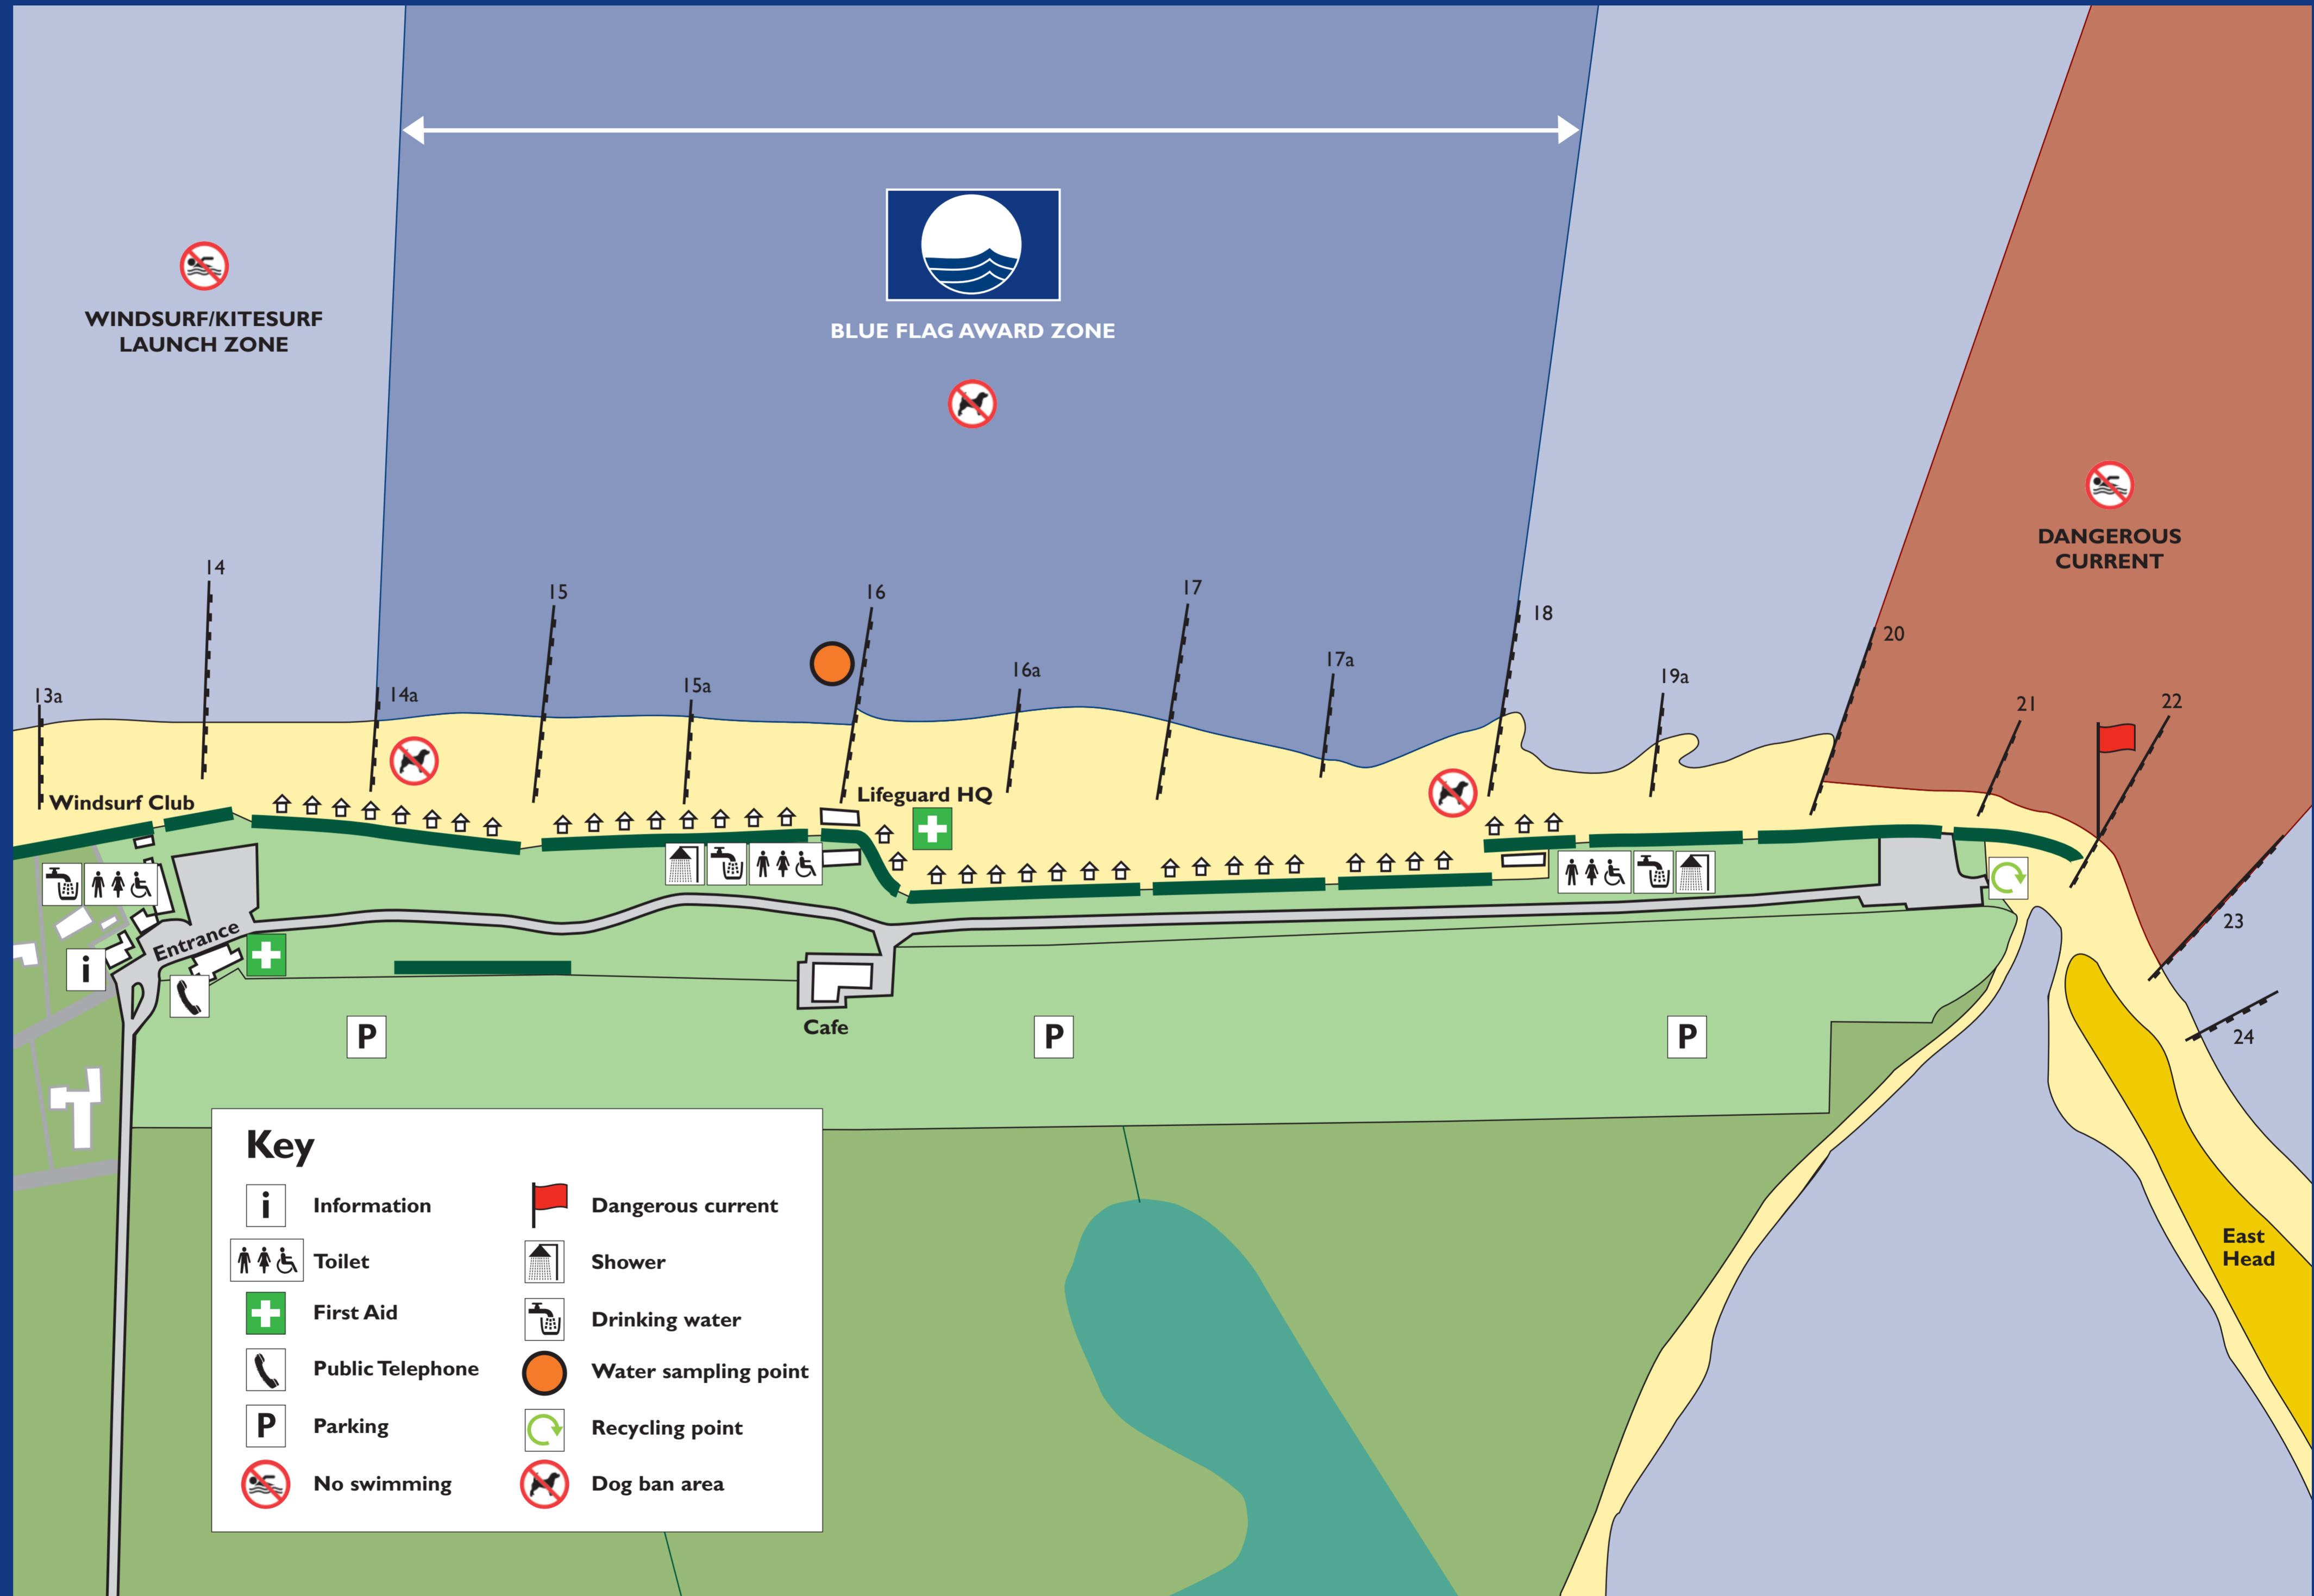 WINDSURF/KITESURF
LAUNCH ZONE
BLUE FLAG AWARD ZONE
DANGEROUS
CURRENT
13a
14
14a
15
15a
16
16a
17
17a
18
19a
20
21
22
23
24
Windsurf Club
Lifeguard HQ
Entrance
i
P
Cafe
P
P
East
Head
Key
i Information
Toilet
First Aid
Public Telephone
P Parking
No swimming
Dangerous current
Shower
Drinking water
Water sampling point
Recycling point
Dog ban area